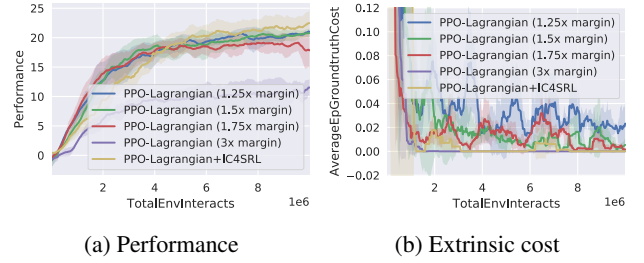 25
20
15
10
5
0
Performance
PPO-Lagrangian (1.25x margin)
PPO-Lagrangian (1.5x margin)
PPO-Lagrangian (1.75x margin)
PPO-Lagrangian (3x margin)
PPO-Lagrangian+IC4SRL
2 4 6 8
TotalEnvInteracts 1e6
(a) Performance
0.12
0.10
0.08
0.06
0.04
0.02
0.00
−0.02
AverageEpGroundtruthCost
PPO-Lagrangian (1.25x margin)
PPO-Lagrangian (1.5x margin)
PPO-Lagrangian (1.75x margin)
PPO-Lagrangian (3x margin)
PPO-Lagrangian+IC4SRL
2 4 6 8
TotalEnvInteracts 1e6
(b) Extrinsic cost